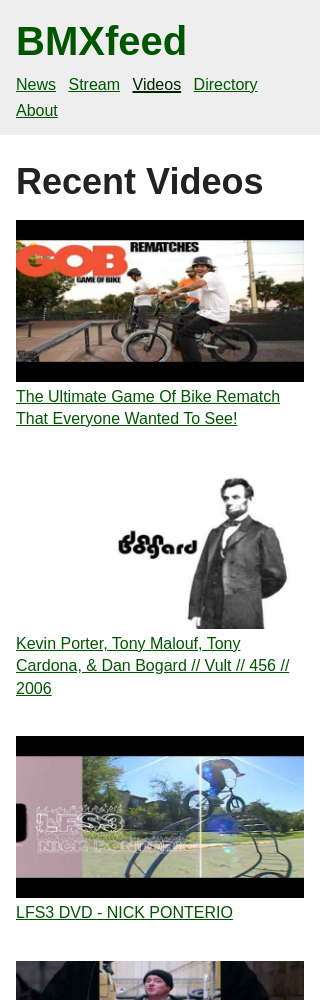 BMXfeed
News Stream Videos Directory
About
Recent Videos
GOB
REMATCHES
GAME OF BIKE
The Ultimate Game Of Bike Rematch
That Everyone Wanted To See!
dan
Bogard
Kevin Porter, Tony Malouf, Tony
Cardona, & Dan Bogard // Vult // 456 //
2006
LFS3
NICK PONTERIO
LFS3 DVD - NICK PONTERIO